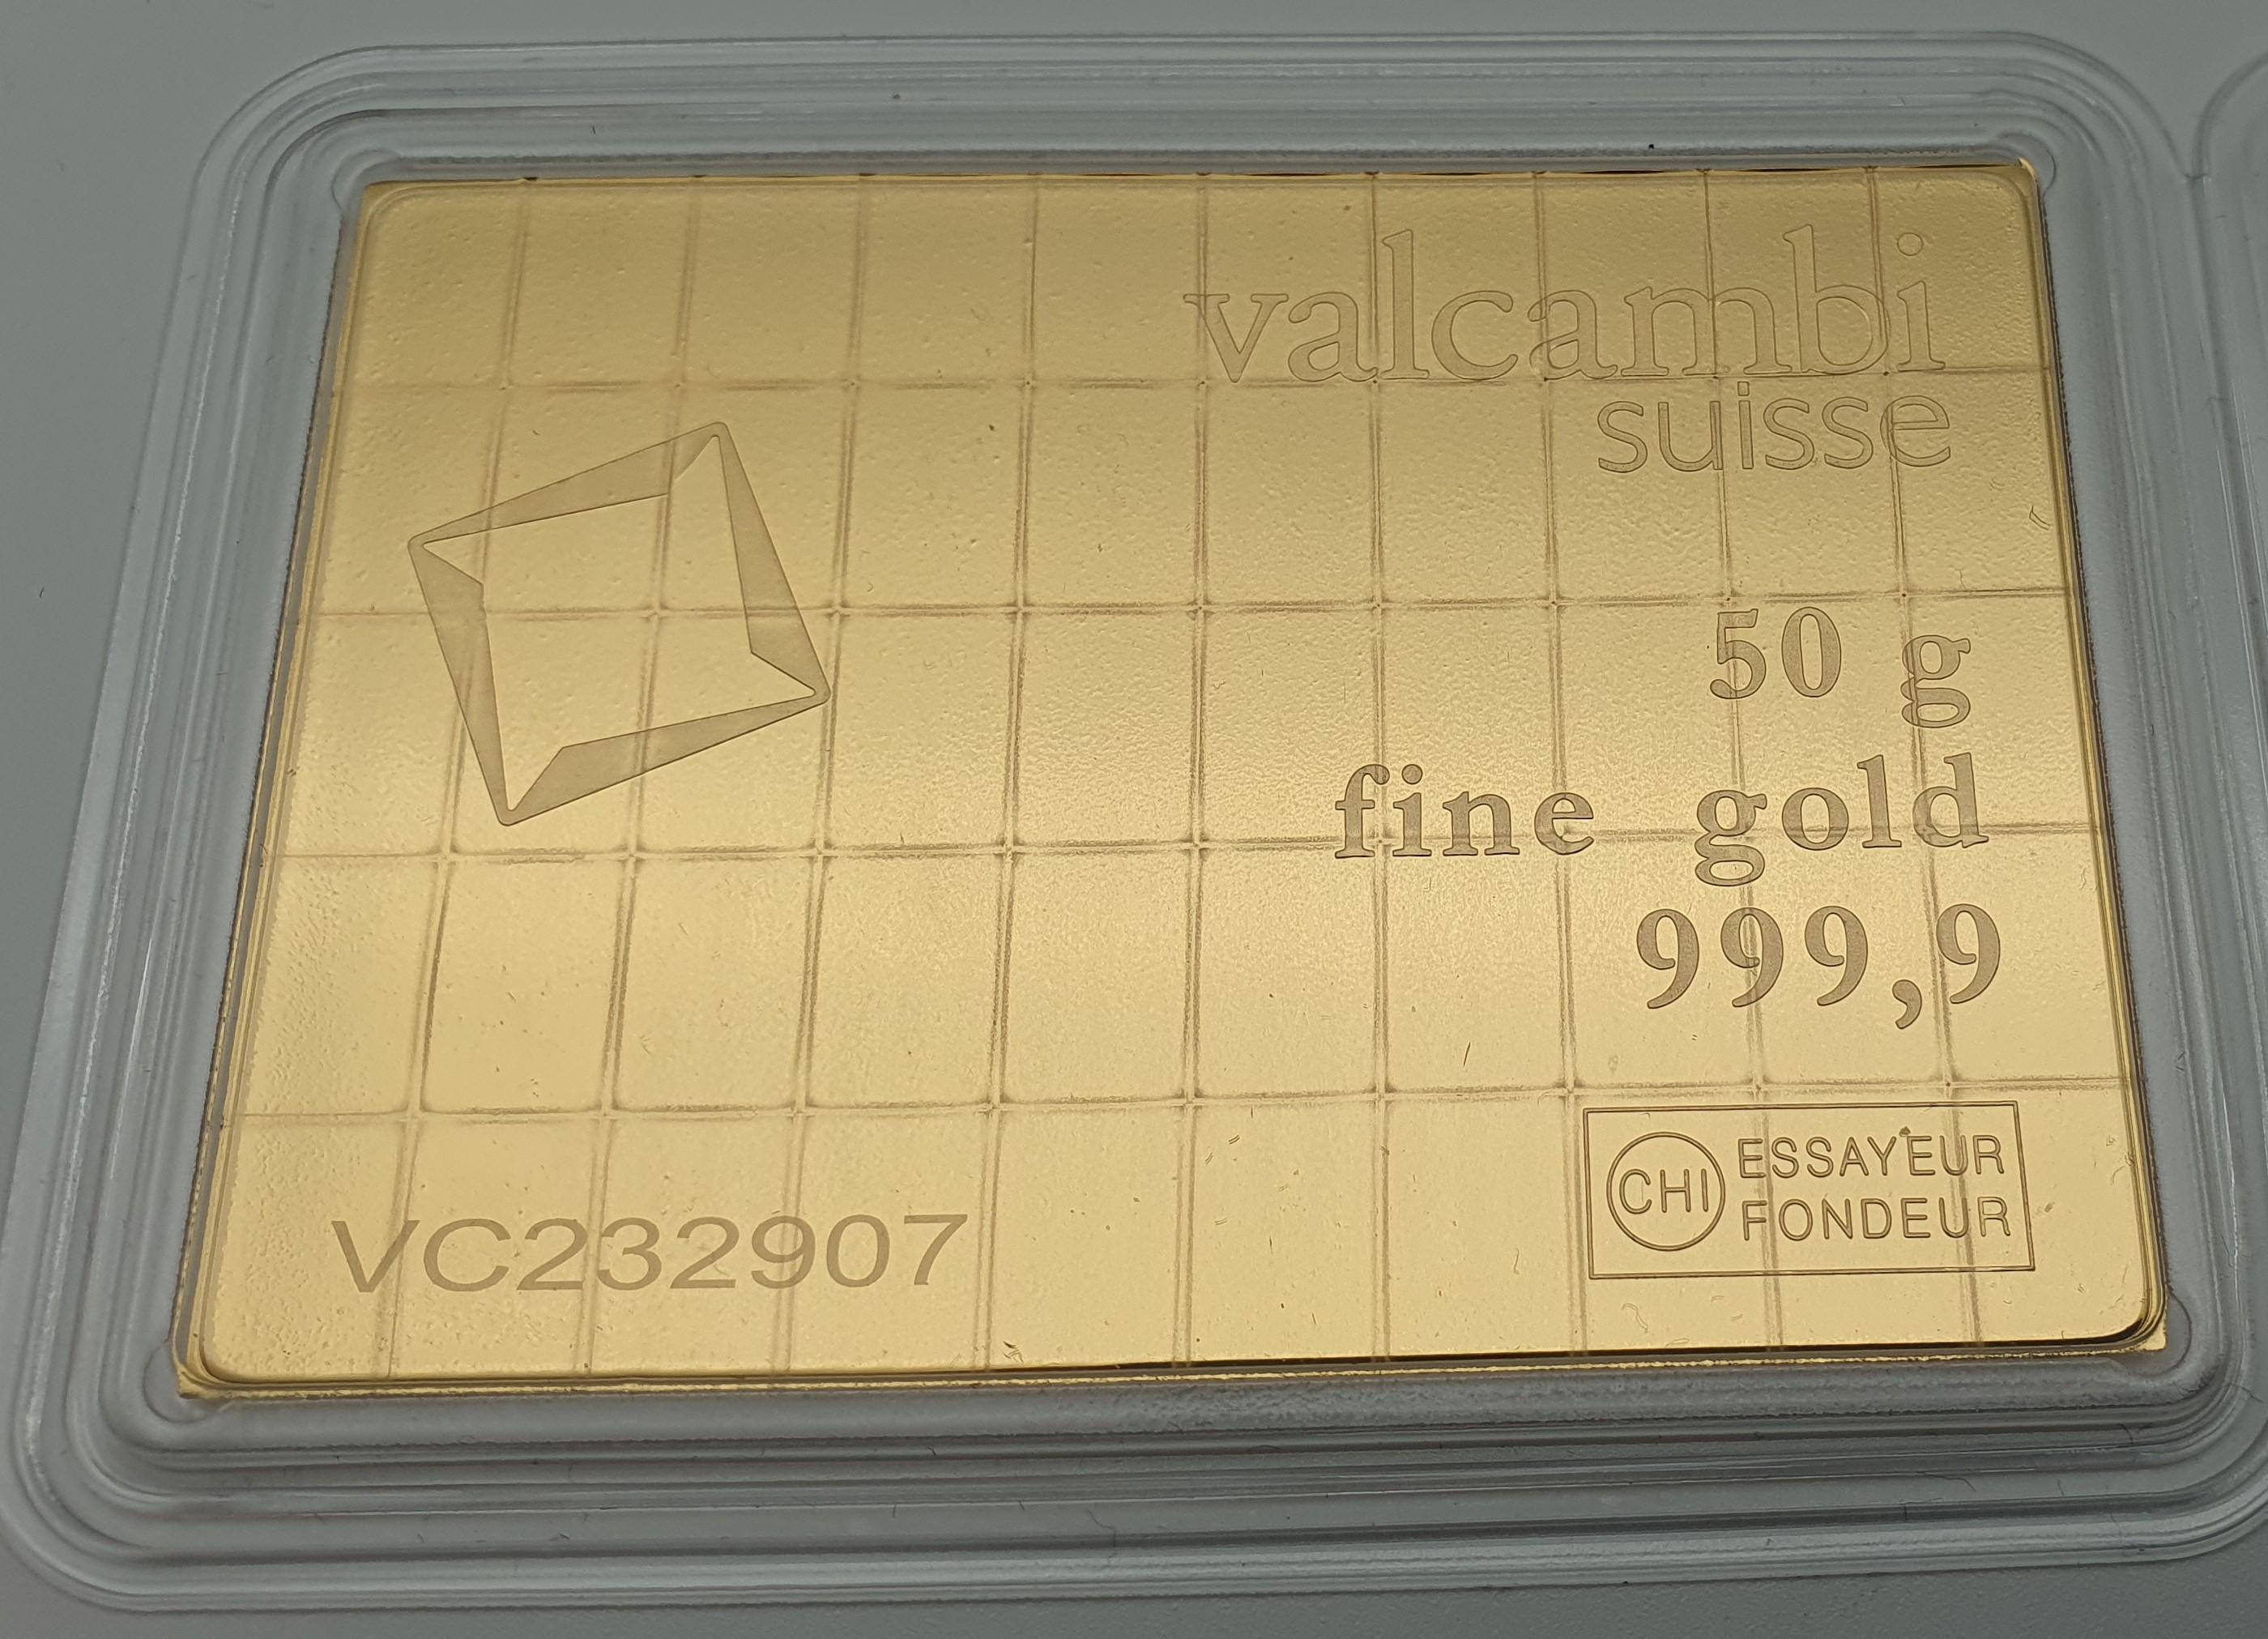 valcambi
suisse
50 g
fine gold
999,9
CHI ESSAYEUR
FONDEUR
VC232907